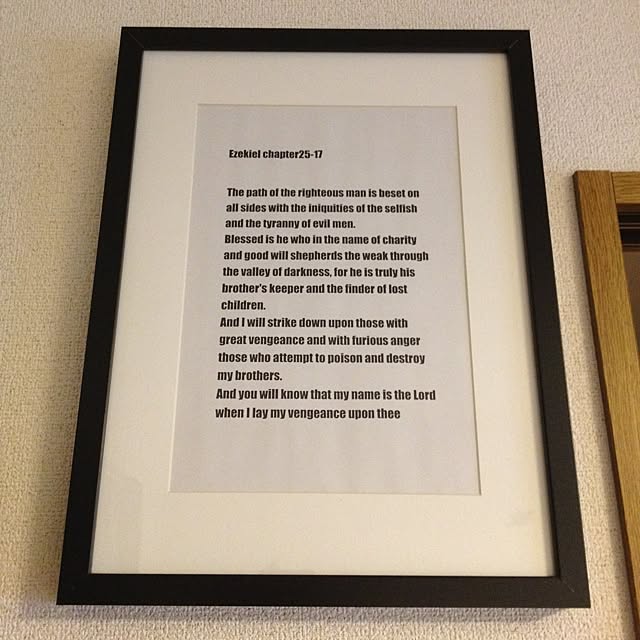 Ezekiel chapter25-17
The path of the righteous man is beset on
all sides with the iniquities of the selfish
and the tyranny of evil men.
Blessed is he who in the name of charity
and good will shepherds the weak through
the valley of darkness, for he is truly his
brother's keeper and the finder of lost
children.
And I will strike down upon those with
great vengeance and with furious anger
those who attempt to poison and destroy
my brothers.
And you will know that my name is the Lord
when I lay my vengeance upon thee